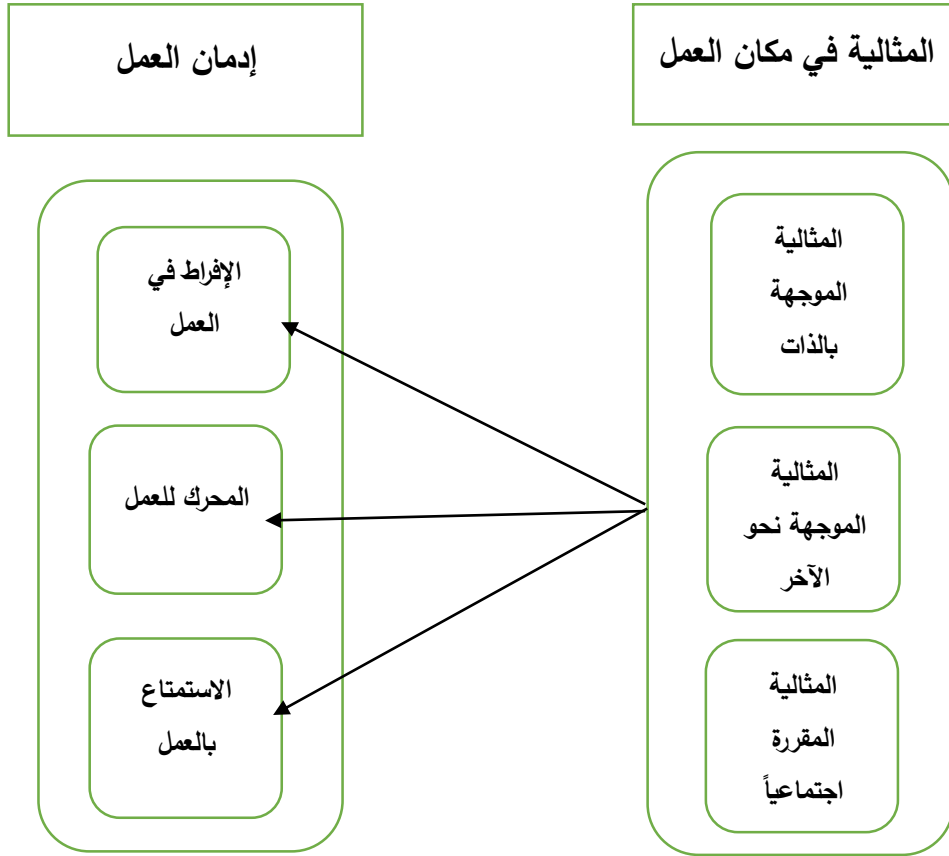 المثالية في مكان العمل
إدمان العمل
المثالية
الموجهة
بالذات
المثالية
الموجهة نحو
الآخر
المثالية
المقررة
اجتماعياً
الإفراط في
العمل
المحرك للعمل
الاستمتاع
بالعمل